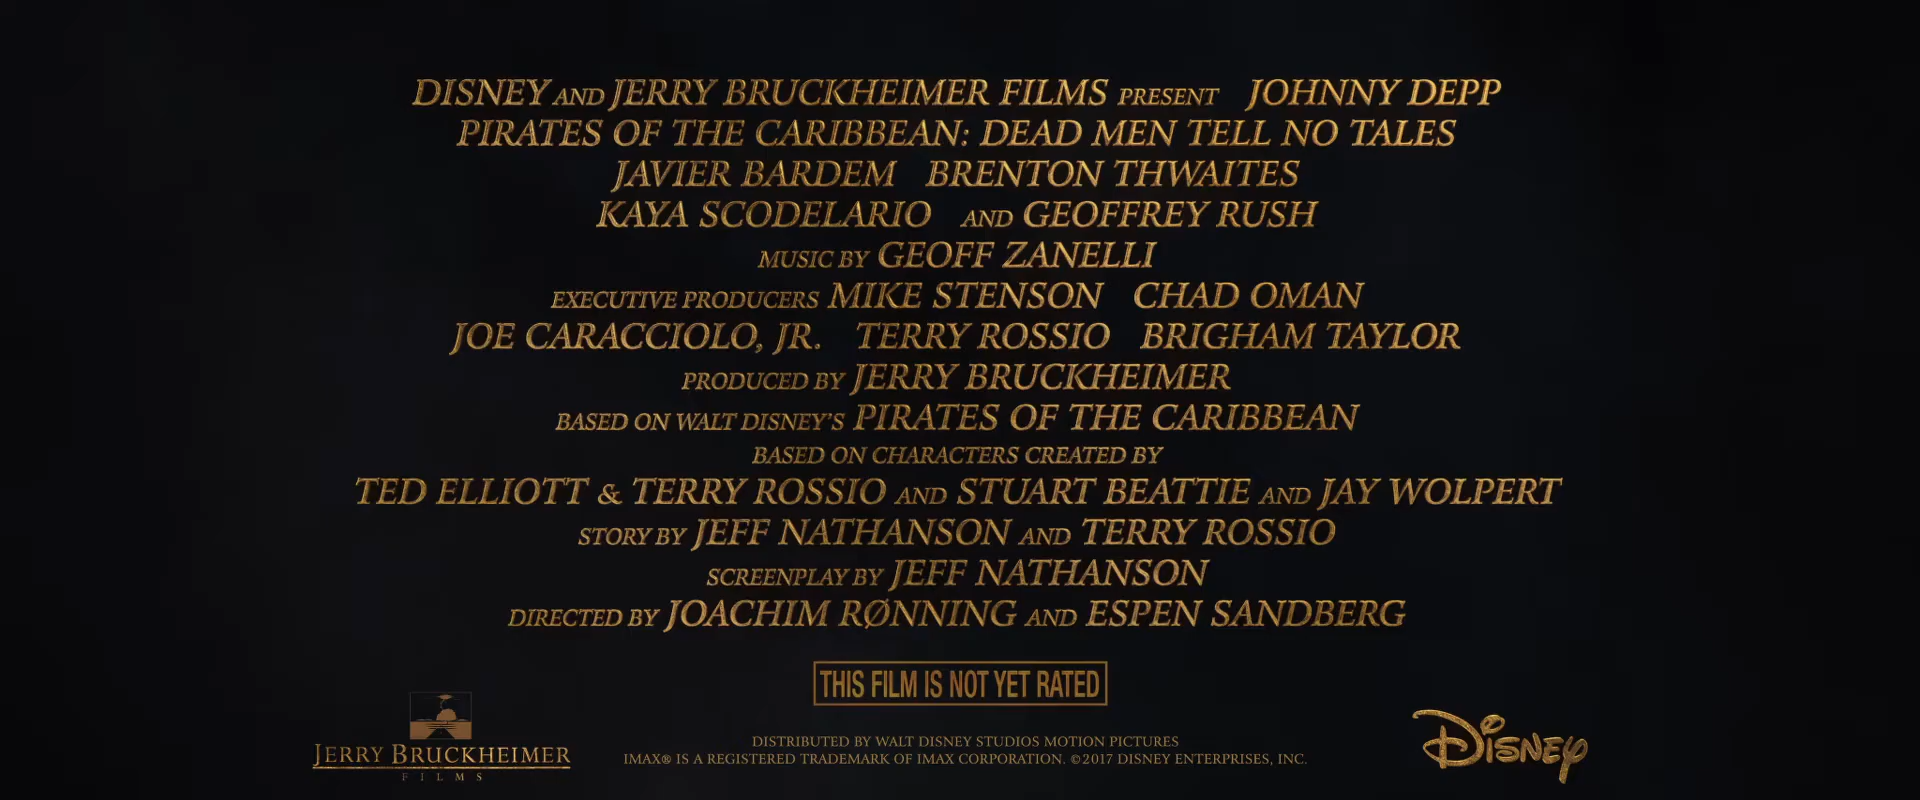 DISNEY AND JERRY BRUCKHEIMER FILMS PRESENT JOHNNY DEPP
PIRATES OF THE CARIBBEAN: DEAD MEN TELL NO TALES
JAVIER BARDEM BRENTON THWAITES
KAYA SCODELARIO AND GEOFFREY RUSH
MUSIC BY GEOFF ZANELLI
EXECUTIVE PRODUCERS MIKE STENSON CHAD OMAN
JOE CARACCIOLO, JR. TERRY ROSSIO BRIGHAM TAYLOR
PRODUCED BY JERRY BRUCKHEIMER
BASED ON WALT DISNEY'S PIRATES OF THE CARIBBEAN
BASED ON CHARACTERS CREATED BY
TED ELLIOTT & TERRY ROSSIO AND STUART BEATTIE AND JAY WOLPERT
STORY BY JEFF NATHANSON AND TERRY ROSSIO
SCREENPLAY BY JEFF NATHANSON
DIRECTED BY JOACHIM RØNNING AND ESPEN SANDBERG
THIS FILM IS NOT YET RATED
JERRY BRUCKHEIMER
FILMS
DISTRIBUTED BY WALT DISNEY STUDIOS MOTION PICTURES
IMAX® IS A REGISTERED TRADEMARK OF IMAX CORPORATION. ©2017 DISNEY ENTERPRISES, INC.
DISNEY